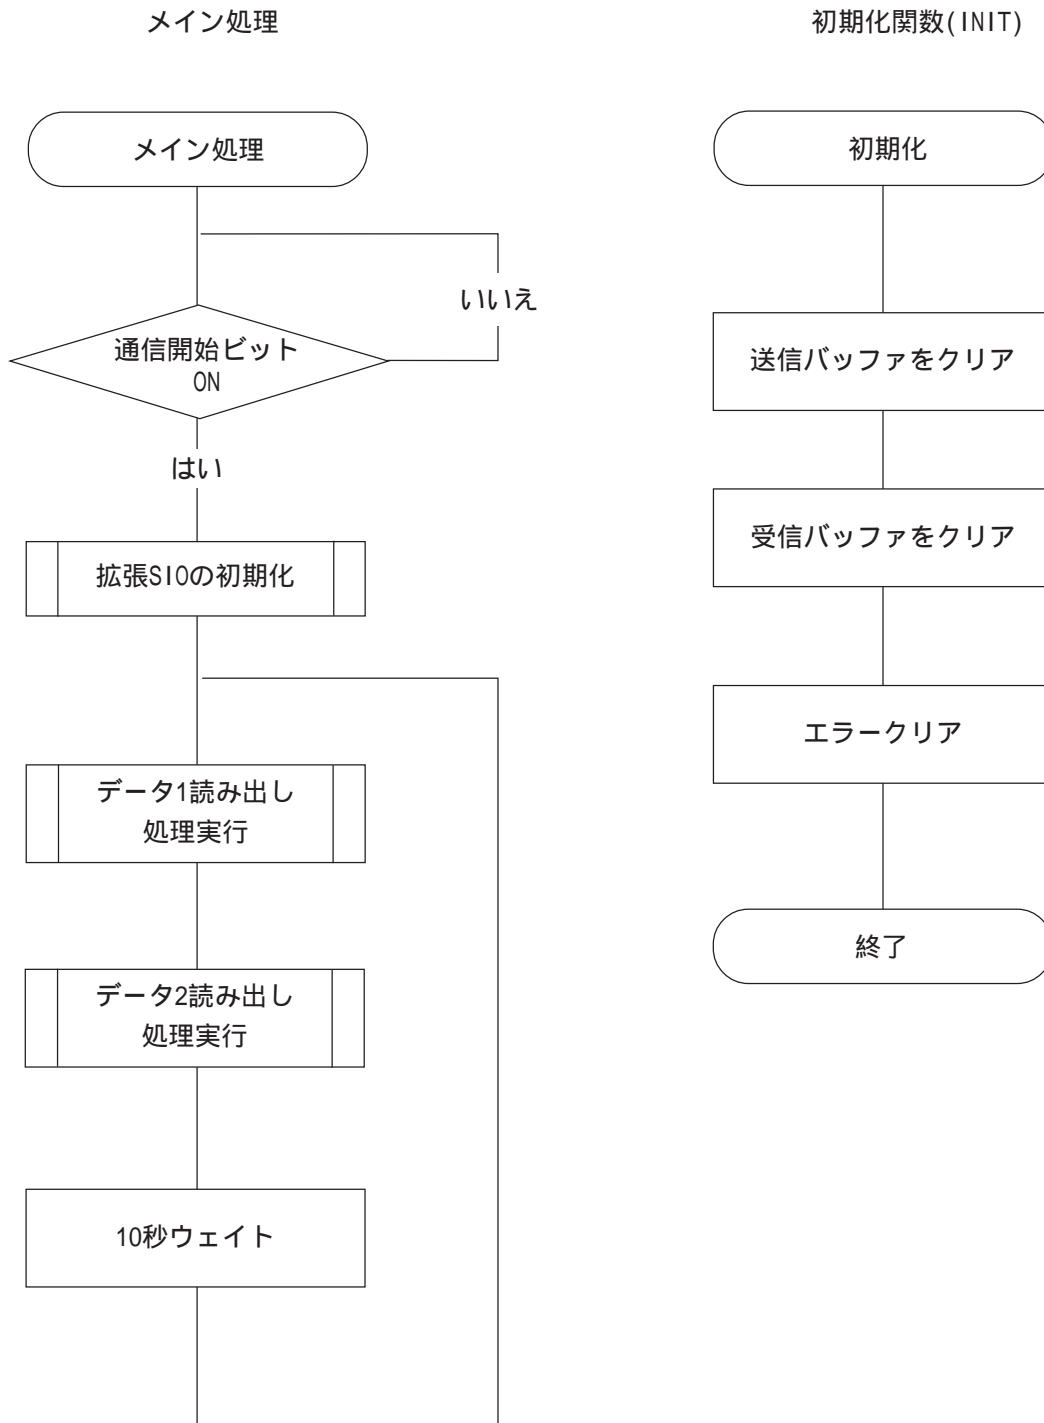 メイン処理
メイン処理
いいえ
通信開始ビット
ON
はい
拡張SIOの初期化
データ1読み出し
処理実行
データ2読み出し
処理実行
10秒ウェイト
初期化関数(INIT)
初期化
送信バッファをクリア
受信バッファをクリア
エラークリア
終了